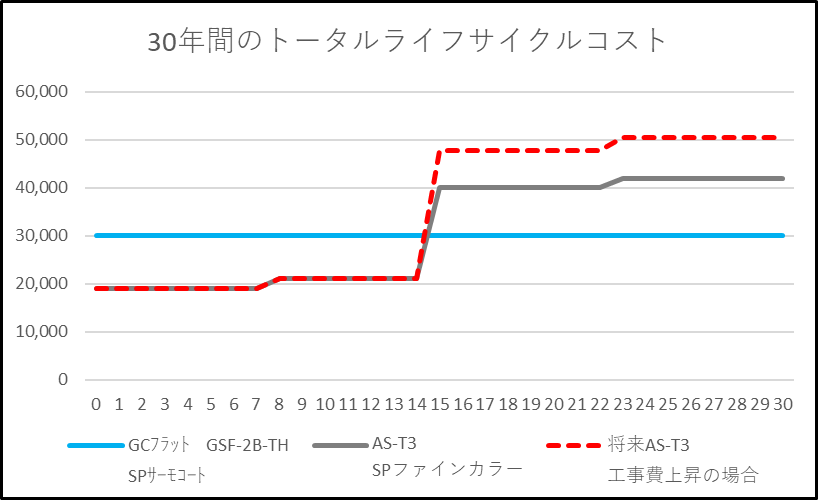 30年間のトータルライフサイクルコスト
60,000
50,000
40,000
30,000
20,000
10,000
0
0 1 2 3 4 5 6 7 8 9 10 11 12 13 14 15 16 17 18 19 20 21 22 23 24 25 26 27 28 29 30
GCﾌﾗｯﾄ　GSF-2B-TH
SPｻｰﾓｺｰﾄ
AS-T3
SPファインカラー
将来AS-T3
工事費上昇の場合